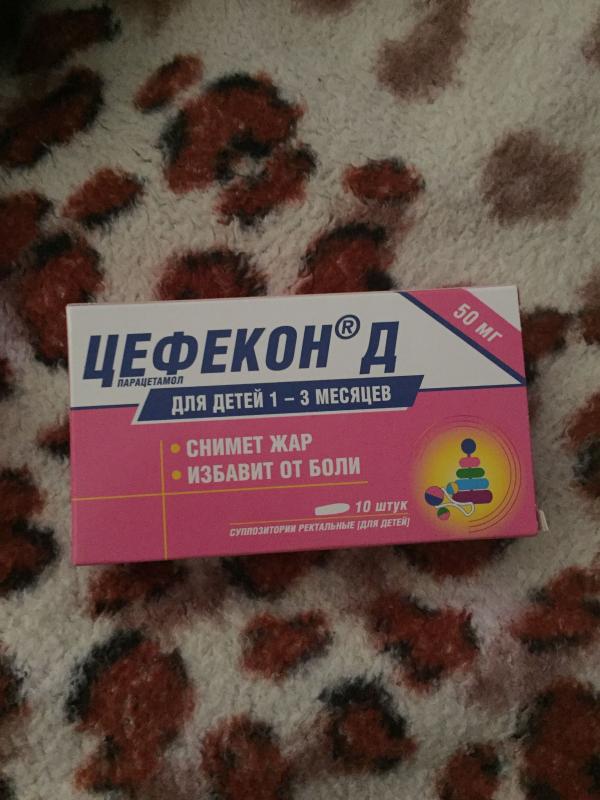 ЦЕФЕКОН® Д
50 мг
ПАРАЦЕТАМОЛ
ДЛЯ ДЕТЕЙ 1 – 3 МЕСЯЦЕВ
• СНИМЕТ ЖАР
• ИЗБАВИТ ОТ БОЛИ
10 штук
СУППОЗИТОРИИ РЕКТАЛЬНЫЕ [ДЛЯ ДЕТЕЙ]